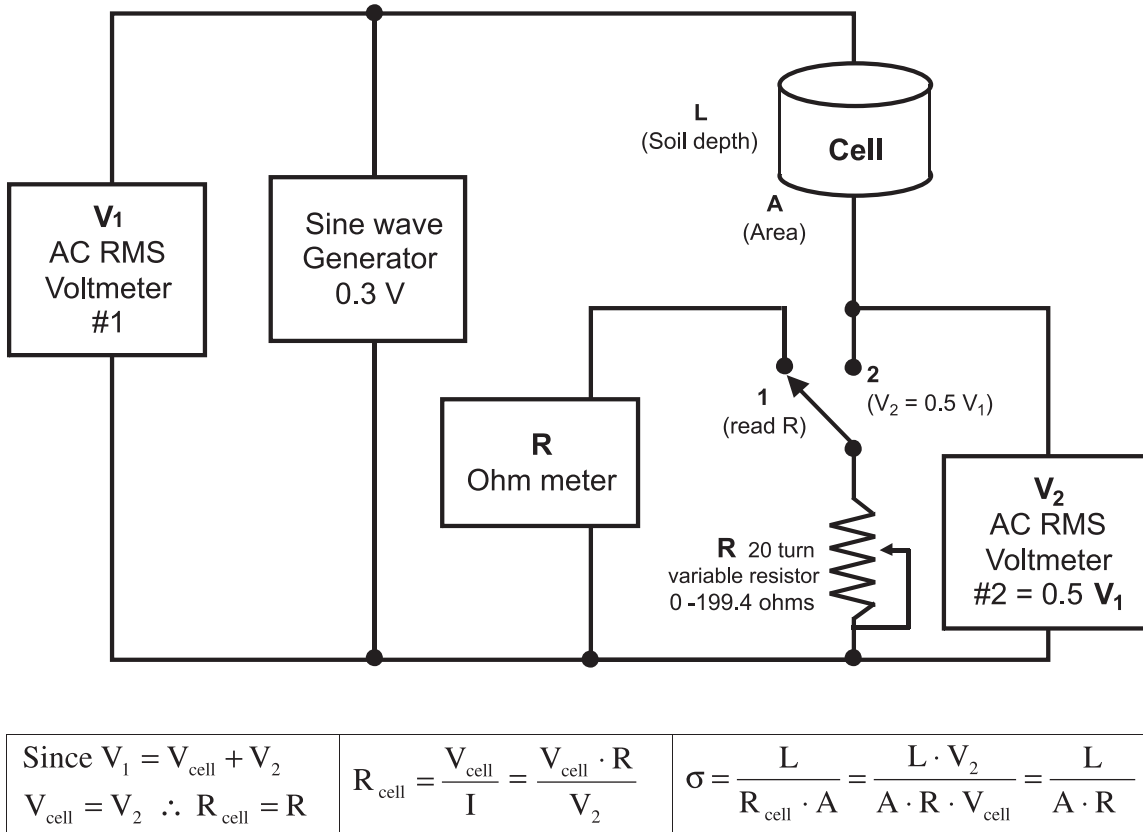 V1
AC RMS
Voltmeter
#1
Sine wave
Generator
0.3 V
L
(Soil depth)
Cell
A
(Area)
1
(read R)
2
(V2 = 0.5 V1)
R
Ohm meter
R 20 turn
variable resistor
0 -199.4 ohms
V2
AC RMS
Voltmeter
#2 = 0.5 V1
Since V1 = Vcell + V2
Vcell = V2 ∴ Rcell = R
Rcell = Vcell / I = Vcell · R / V2
σ = L / Rcell · A = L · V2 / A · R · Vcell = L / A · R